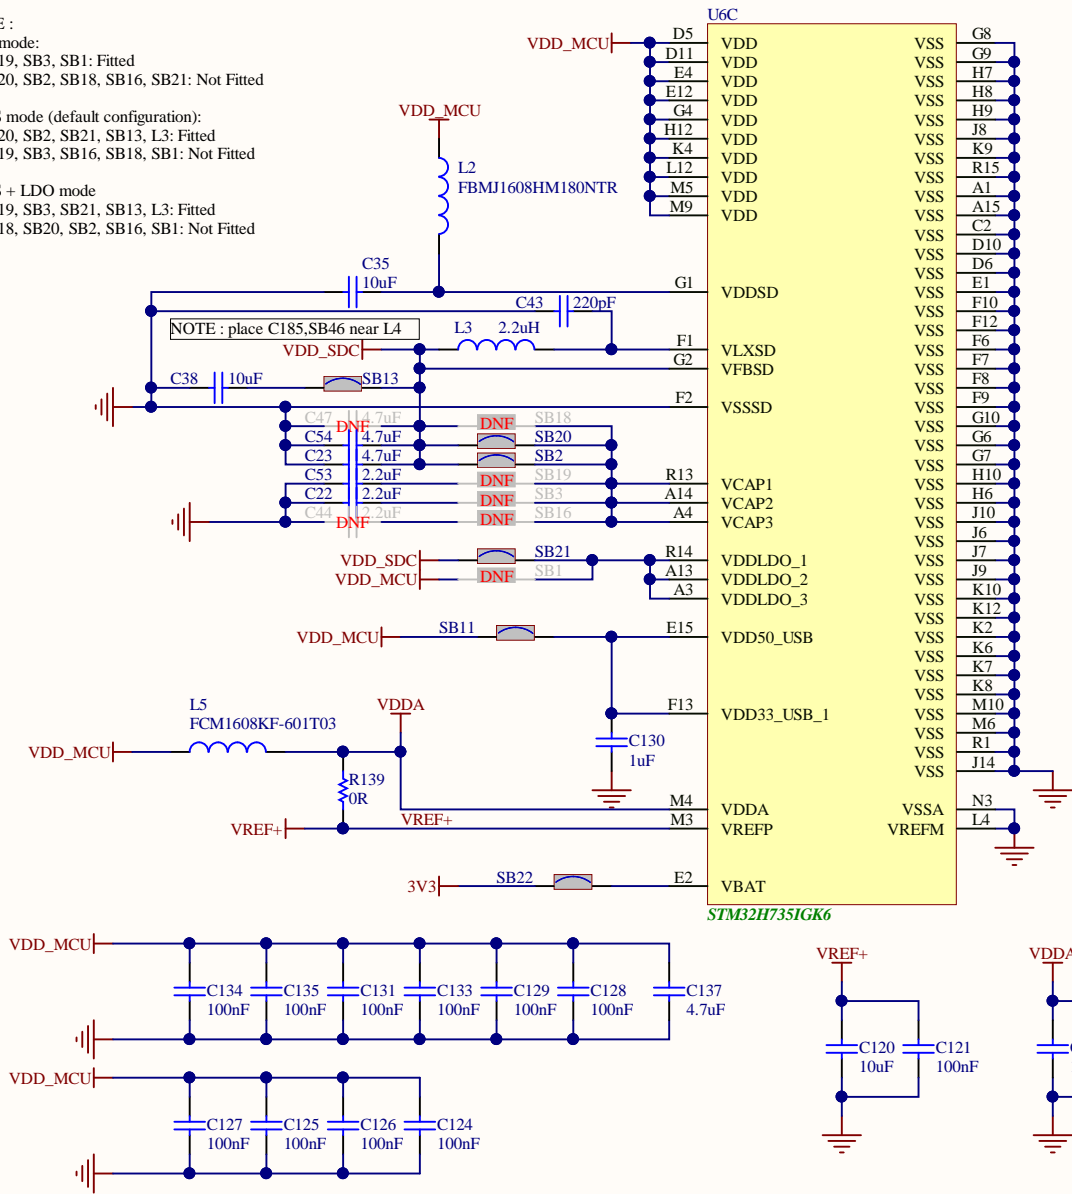 E :
mode:
19, SB3, SB1: Fitted
20, SB2, SB18, SB16, SB21: Not Fitted
S mode (default configuration):
20, SB2, SB21, SB13, L3: Fitted
19, SB3, SB16, SB18, SB1: Not Fitted
S + LDO mode
19, SB3, SB21, SB13, L3: Fitted
18, SB20, SB2, SB16, SB1: Not Fitted
VDD_MCU
L2
FBMJ1608HM180NTR
C35
10uF
C43 220pF
NOTE : place C185,SB46 near L4
L3 2.2uH
VDD_SDC
C38 10uF SB13
C47 DNF 4.7uF DNF SB18
C54 4.7uF SB20
C23 4.7uF SB2
C53 2.2uF DNF SB19
C22 2.2uF DNF SB3
C44 DNF 2.2uF DNF SB16
VDD_SDC SB21
VDD_MCU DNF SB1
VDD_MCU SB11
C130
1uF
L5
FCM1608KF-601T03
VDDA
VDD_MCU
R139
0R
VREF+ VREF+
3V3 SB22
U6C
VDD_MCU
D5 VDD VSS G8
D11 VDD VSS G9
E4 VDD VSS H7
E12 VDD VSS H8
G4 VDD VSS H9
H12 VDD VSS J8
K4 VDD VSS K9
L12 VDD VSS R15
M5 VDD VSS A1
M9 VDD VSS A15
VSS C2
VSS D10
VSS D6
G1 VDDSD VSS E1
VSS F10
VSS F12
F1 VLXSD VSS F6
G2 VFBSD VSS F7
VSS F8
F2 VSSSD VSS F9
VSS G10
VSS G6
VSS G7
R13 VCAP1 VSS H10
A14 VCAP2 VSS H6
A4 VCAP3 VSS J10
VSS J6
R14 VDDLDO_1 VSS J7
A13 VDDLDO_2 VSS J9
A3 VDDLDO_3 VSS K10
VSS K12
E15 VDD50_USB VSS K2
VSS K6
VSS K7
VSS K8
F13 VDD33_USB_1 VSS M10
VSS M6
VSS R1
VSS J14
M4 VDDA VSSA N3
M3 VREFP VREFM L4
E2 VBAT
STM32H735IGK6
VDD_MCU
C134 C135 C131 C133 C129 C128 C137
100nF 100nF 100nF 100nF 100nF 100nF 4.7uF
VDD_MCU
C127 C125 C126 C124
100nF 100nF 100nF 100nF
VREF+
C120 C121
10uF 100nF
VDDA